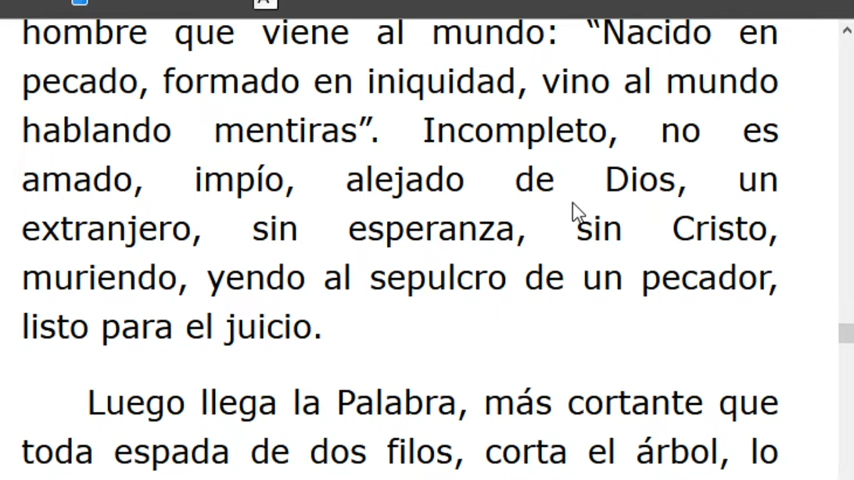 hombre que viene al mundo: “Nacido en
pecado, formado en iniquidad, vino al mundo
hablando mentiras”. Incompleto, no es
amado, impío, alejado de Dios, un
extranjero, sin esperanza, sin Cristo,
muriendo, yendo al sepulcro de un pecador,
listo para el juicio.
Luego llega la Palabra, más cortante que
toda espada de dos filos, corta el árbol, lo